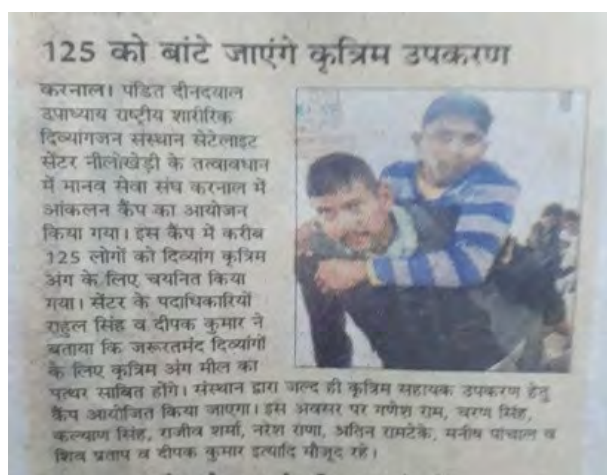 125 को बांटे जाएंगे कृत्रिम उपकरण
करनाल। पंडित दीनदयाल
उपाध्याय राष्ट्रीय शारीरिक
दिव्यांगजन संस्थान सेटेलाइट
सेंटर नीलोखेड़ी के तत्वावधान
में मानव सेवा संघ करनाल में
आंकलन कैंप का आयोजन
किया गया। इस कैंप में करीब
125 लोगों को दिव्यांग कृत्रिम
अंग के लिए चयनित किया
गया। सेंटर के पदाधिकारियों
राहुल सिंह व दीपक कुमार ने
बताया कि जरूरतमंद दिव्यांगों
के लिए कृत्रिम अंग मील का
पत्थर साबित होंगे। संस्थान द्वारा जल्द ही कृत्रिम सहायक उपकरण हेतु
कैंप आयोजित किया जाएगा। इस अवसर पर गणेश राम, चरण सिंह,
कल्याण सिंह, राजीव शर्मा, नरेश राणा, अतिन रामटेके, मनीष पांचाल व
शिव प्रताप व दीपक कुमार इत्यादि मौजूद रहे।